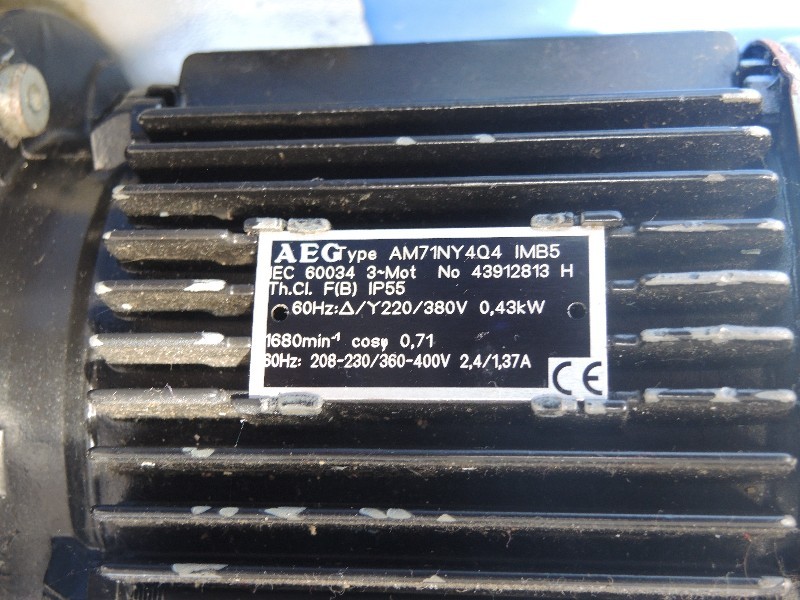 AEG Type AM71NY4Q4 IMB5
IEC 60034 3~Mot No 43912813 H
Th.Cl. F(B) IP55
60Hz:Δ/Y220/380V 0,43kW
1680min⁻¹ cosφ 0,71
60Hz: 208-230/360-400V 2,4/1,37A
CE